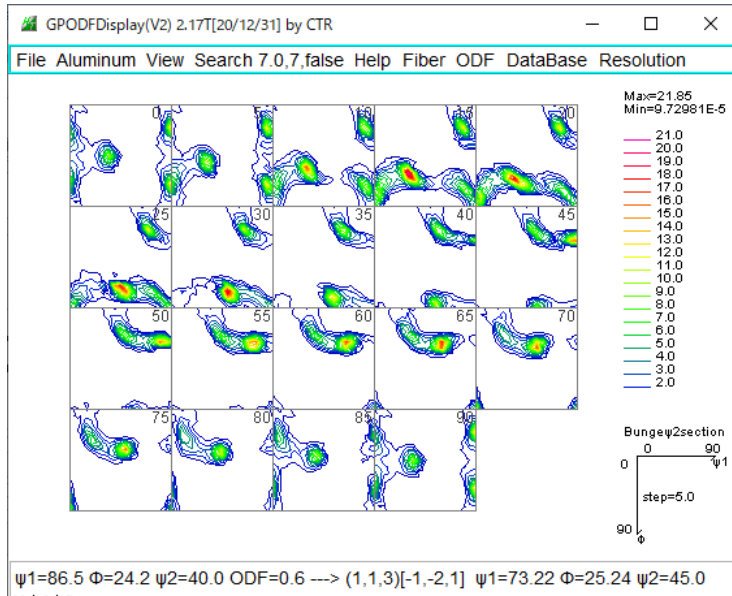 GPODFDisplay(V2) 2.17T[20/12/31] by CTR
File Aluminum View Search 7.0,7,false Help Fiber ODF DataBase Resolution
Max=21.85
Min=9.72981E-5
0 5 10 15 20
25 30 35 40 45
50 55 60 65 70
75 80 85 90
21.0
20.0
19.0
18.0
17.0
16.0
15.0
14.0
13.0
12.0
11.0
10.0
9.0
8.0
7.0
6.0
5.0
4.0
3.0
2.0
Bungeψ2section
0 90
0 ψ1
step=5.0
90 Φ
ψ1=86.5 Φ=24.2 ψ2=40.0 ODF=0.6 ---> (1,1,3)[-1,-2,1] ψ1=73.22 Φ=25.24 ψ2=45.0